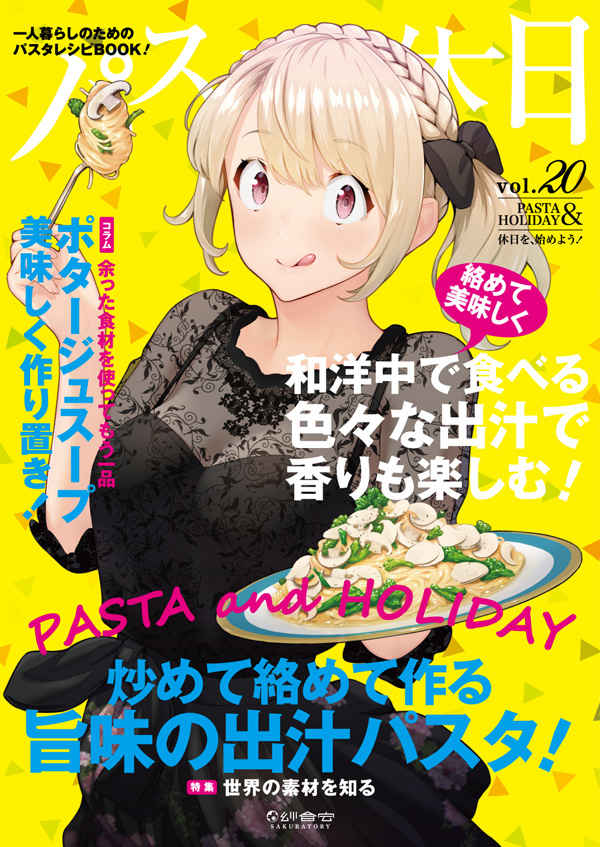 一人暮らしのための
パスタレシピBOOK!
パス 休日
vol.20
PASTA
HOLIDAY &
休日を、始めよう!
絡めて
美味しく
コラム 余った食材を使ってもう一品
ポタージュスープ
美味しく作り置き!
和洋中で食べる
色々な出汁で
香りも楽しむ!
PASTA and HOLIDAY
炒めて絡めて作る
旨味の出汁パスタ!
特集 世界の素材を知る
SAKURATORY